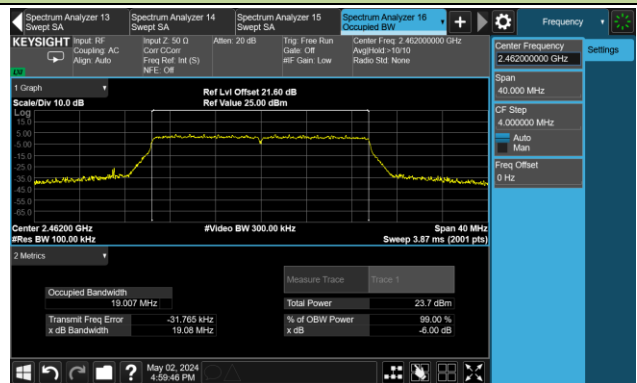 Spectrum Analyzer 13
Swept SA
Spectrum Analyzer 14
Swept SA
Spectrum Analyzer 15
Swept SA
Spectrum Analyzer 16
Occupied BW
Frequency
KEYSIGHT
Input: RF
Coupling: AC
Align: Auto
Input Z: 50 Ω
Corr CCorr
Freq Ref: Int (S)
NFE: Off
Atten: 20 dB
Trig: Free Run
Gate: Off
#IF Gain: Low
Center Freq: 2.462000000 GHz
Avg|Hold:>10/10
Radio Std: None
LXI
Center Frequency
2.462000000 GHz
Settings
Span
40.000 MHz
CF Step
4.000000 MHz
Auto
Man
Freq Offset
0 Hz
1 Graph
Scale/Div 10.0 dB
Ref Lvl Offset 21.60 dB
Ref Value 25.00 dBm
Log
15.0
5.00
-5.00
-15.0
-25.0
-35.0
-45.0
-55.0
-65.0
Center 2.46200 GHz
#Res BW 100.00 kHz
#Video BW 300.00 kHz
Span 40 MHz
Sweep 3.87 ms (2001 pts)
2 Metrics
Measure Trace
Trace 1
Occupied Bandwidth
19.007 MHz
Total Power
23.7 dBm
Transmit Freq Error
-31.765 kHz
% of OBW Power
99.00 %
x dB Bandwidth
19.08 MHz
x dB
-6.00 dB
May 02, 2024
4:59:46 PM